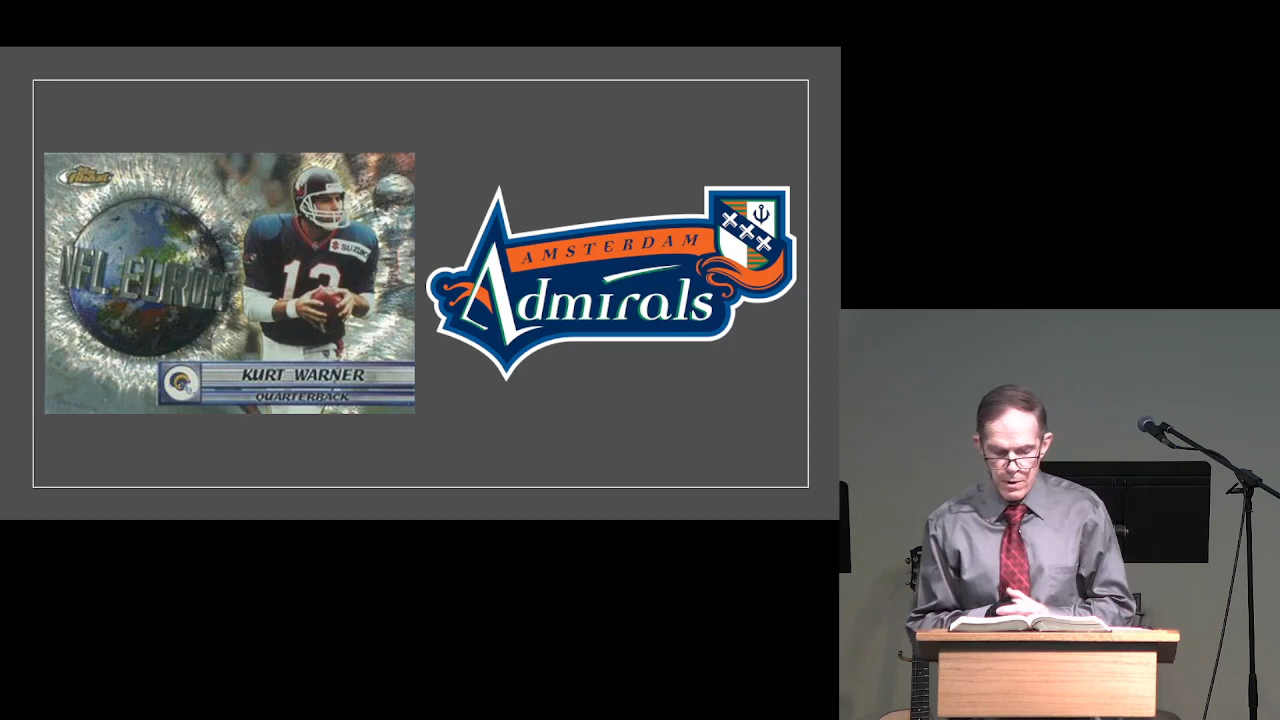 Finest
NFL EUROPE
SUZUKI
12
KURT WARNER
QUARTERBACK
AMSTERDAM
Admirals